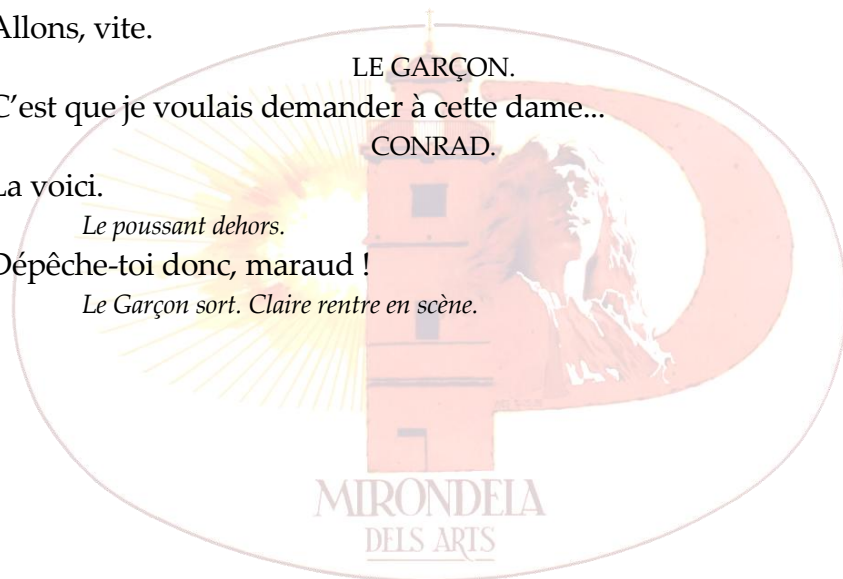 Allons, vite.
LE GARÇON.
C’est que je voulais demander à cette dame...
CONRAD.
La voici.
Le poussant dehors.
Dépêche-toi donc, maraud !
Le Garçon sort. Claire rentre en scène.
MIRONDELA
DELS ARTS